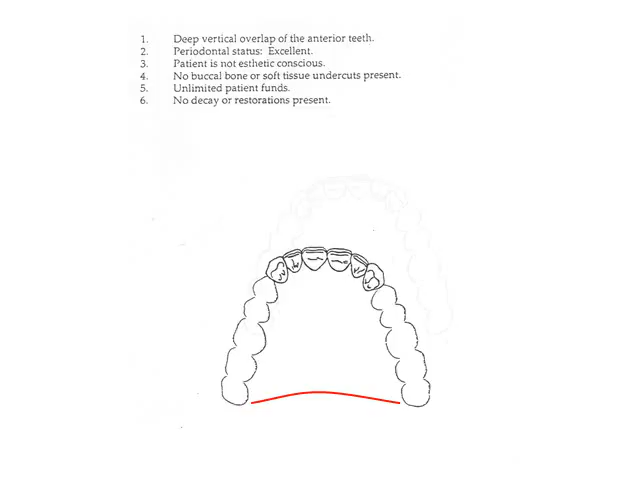 1. Deep vertical overlap of the anterior teeth.
2. Periodontal status: Excellent.
3. Patient is not esthetic conscious.
4. No buccal bone or soft tissue undercuts present.
5. Unlimited patient funds.
6. No decay or restorations present.